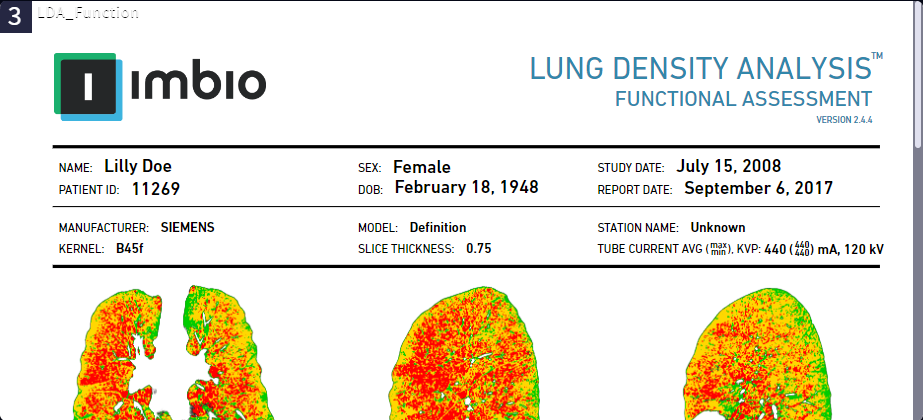 3 LDA_Function
I imbio
LUNG DENSITY ANALYSIS™
FUNCTIONAL ASSESSMENT
VERSION 2.4.4
NAME: Lilly Doe SEX: Female STUDY DATE: July 15, 2008
PATIENT ID: 11269 DOB: February 18, 1948 REPORT DATE: September 6, 2017
MANUFACTURER: SIEMENS MODEL: Definition STATION NAME: Unknown
KERNEL: B45f SLICE THICKNESS: 0.75 TUBE CURRENT AVG (max min), KVP: 440 (440 440) mA, 120 kV